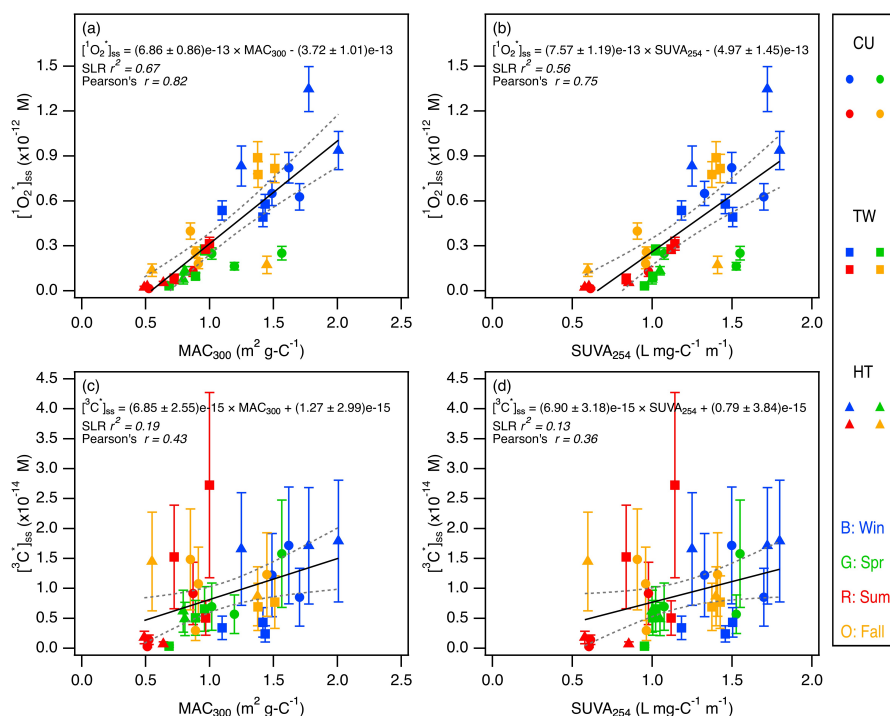 (a)
[¹O₂*]ss = (6.86 ± 0.86)e-13 × MAC₃₀₀ - (3.72 ± 1.01)e-13
SLR r² = 0.67
Pearson's r = 0.82
1.5
1.2
0.9
0.6
0.3
0.0
[¹O₂*]ss (x10⁻¹² M)
0.0 0.5 1.0 1.5 2.0 2.5
MAC₃₀₀ (m² g-C⁻¹)
(b)
[¹O₂*]ss = (7.57 ± 1.19)e-13 × SUVA₂₅₄ - (4.97 ± 1.45)e-13
SLR r² = 0.56
Pearson's r = 0.75
1.5
1.2
0.9
0.6
0.3
0.0
[¹O₂*]ss (x10⁻¹² M)
0.0 0.5 1.0 1.5 2.0
SUVA₂₅₄ (L mg-C⁻¹ m⁻¹)
(c)
[³C*]ss = (6.85 ± 2.55)e-15 × MAC₃₀₀ + (1.27 ± 2.99)e-15
SLR r² = 0.19
Pearson's r = 0.43
4.5
4.0
3.5
3.0
2.5
2.0
1.5
1.0
0.5
0.0
[³C*]ss (x10⁻¹⁴ M)
0.0 0.5 1.0 1.5 2.0 2.5
MAC₃₀₀ (m² g-C⁻¹)
(d)
[³C*]ss = (6.90 ± 3.18)e-15 × SUVA₂₅₄ + (0.79 ± 3.84)e-15
SLR r² = 0.13
Pearson's r = 0.36
4.5
4.0
3.5
3.0
2.5
2.0
1.5
1.0
0.5
0.0
[³C*]ss (x10⁻¹⁴ M)
0.0 0.5 1.0 1.5 2.0
SUVA₂₅₄ (L mg-C⁻¹ m⁻¹)
CU
TW
HT
B: Win
G: Spr
R: Sum
O: Fall